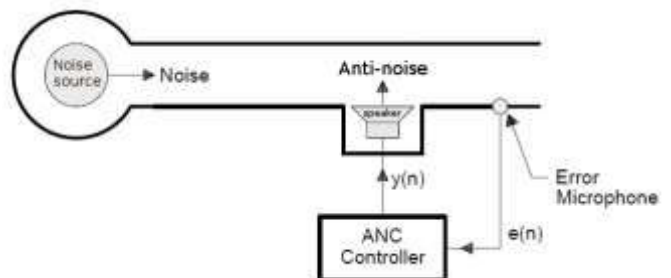 Noise
source
Noise
Anti-noise
speaker
y(n)
Error
Microphone
e(n)
ANC
Controller